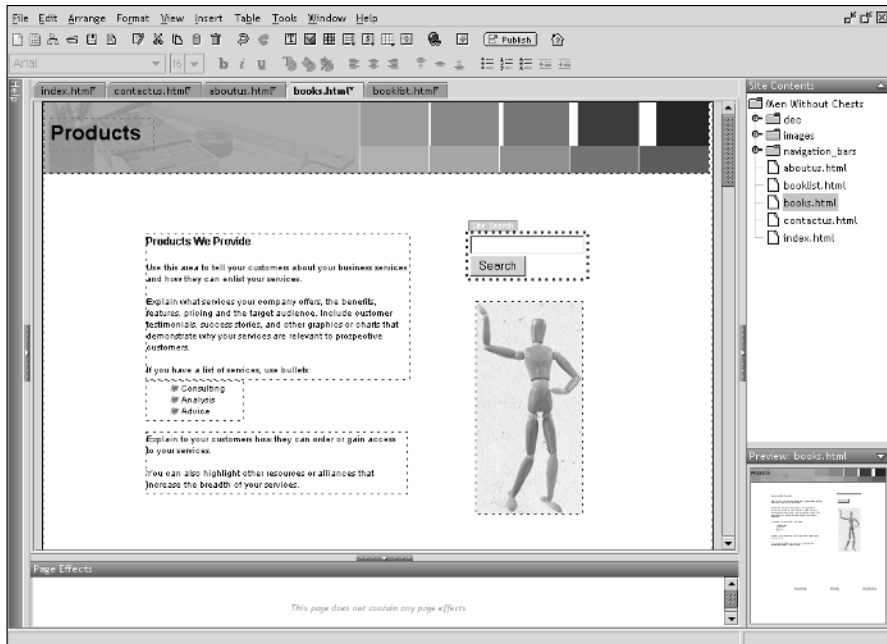 File Edit Arrange Format View Insert Table Tools Window Help
Publish
Arial 16 b i u
Help
index.html* contactus.html* aboutus.html* books.html* booklist.html*
Products
Site Search
Search
Products We Provide
Use this area to tell your customers about your business services
and how they can enlist your services.
Explain what services your company offers, the benefits,
features, pricing and the target audience. Include customer
testimonials, success stories, and other graphics or charts that
demonstrate why your services are relevant to prospective
customers.
If you have a list of services, use bullets:
Consulting
Analysis
Advice
Explain to your customers how they can order or gain access
to your services.
You can also highlight other resources or alliances that
increase the breadth of your services.
Page Effects
This page does not contain any page effects
Site Contents
Men Without Chests
doc
images
navigation_bars
aboutus.html
booklist.html
books.html
contactus.html
index.html
Preview: books.html